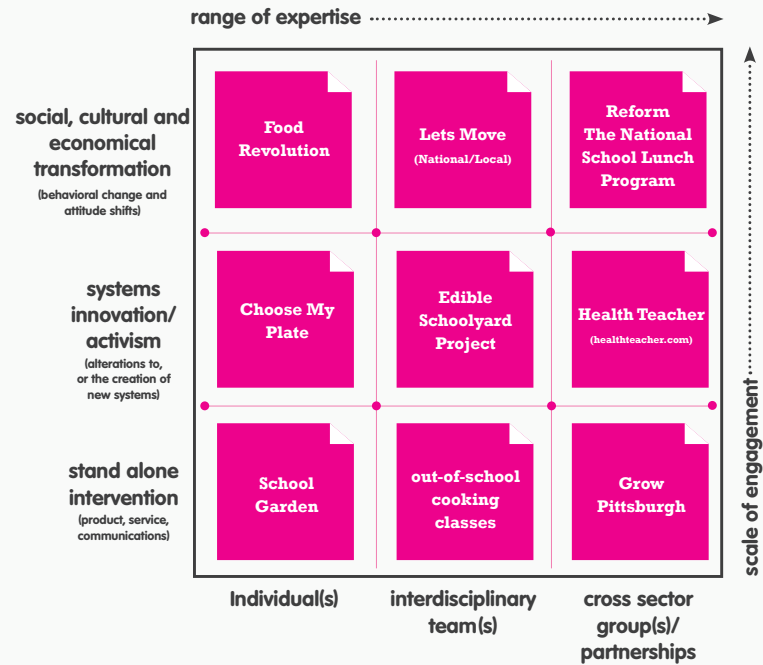 range of expertise
social, cultural and
economical
transformation
(behavioral change and
attitude shifts)
Food
Revolution
Lets Move
(National/Local)
Reform
The National
School Lunch
Program
systems
innovation/
activism
(alterations to,
or the creation of
new systems)
Choose My
Plate
Edible
Schoolyard
Project
Health Teacher
(healthteacher.com)
stand alone
intervention
(product, service,
communications)
School
Garden
out-of-school
cooking
classes
Grow
Pittsburgh
scale of engagement
Individual(s)
interdisciplinary
team(s)
cross sector
group(s)/
partnerships